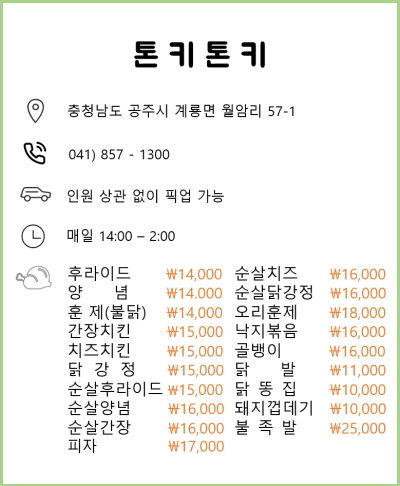 톤키톤키
충청남도 공주시 계룡면 월암리 57-1
041) 857 - 1300
인원 상관 없이 픽업 가능
매일 14:00 – 2:00
후라이드 ₩14,000 순살치즈 ₩16,000
양 념 ₩14.000 순살닭강정 ₩16,000
훈 제(불닭) ₩14,000 오리훈제 ₩18,000
간장치킨 ₩15,000 낙지볶음 ₩16,000
치즈치킨 ₩15,000 골뱅이 ₩16,000
닭 강 정 ₩15,000 닭 발 ₩11,000
순살후라이드 ₩15,000 닭 똥 집 ₩10,000
순살양념 ₩16,000 돼지껍데기 ₩10,000
순살간장 ₩16,000 불 족 발 ₩25,000
피자 ₩17,000